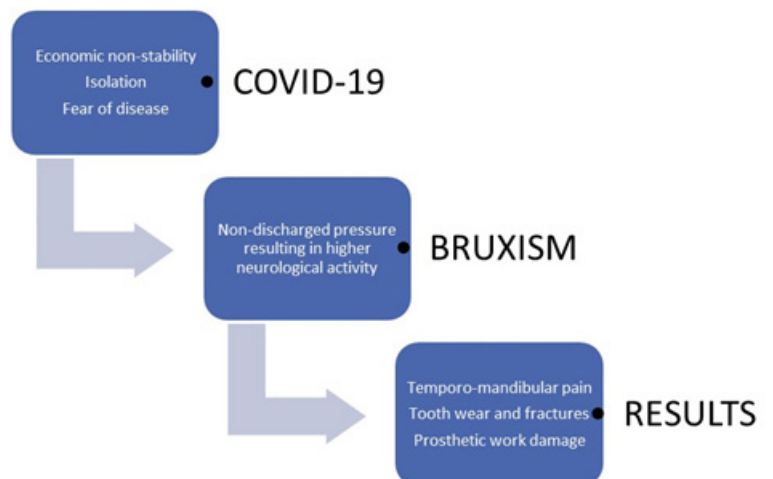 Economic non-stability
Isolation
Fear of disease
COVID-19
Non-discharged pressure
resulting in higher
neurological activity
BRUXISM
Temporo-mandibular pain
Tooth wear and fractures
Prosthetic work damage
RESULTS